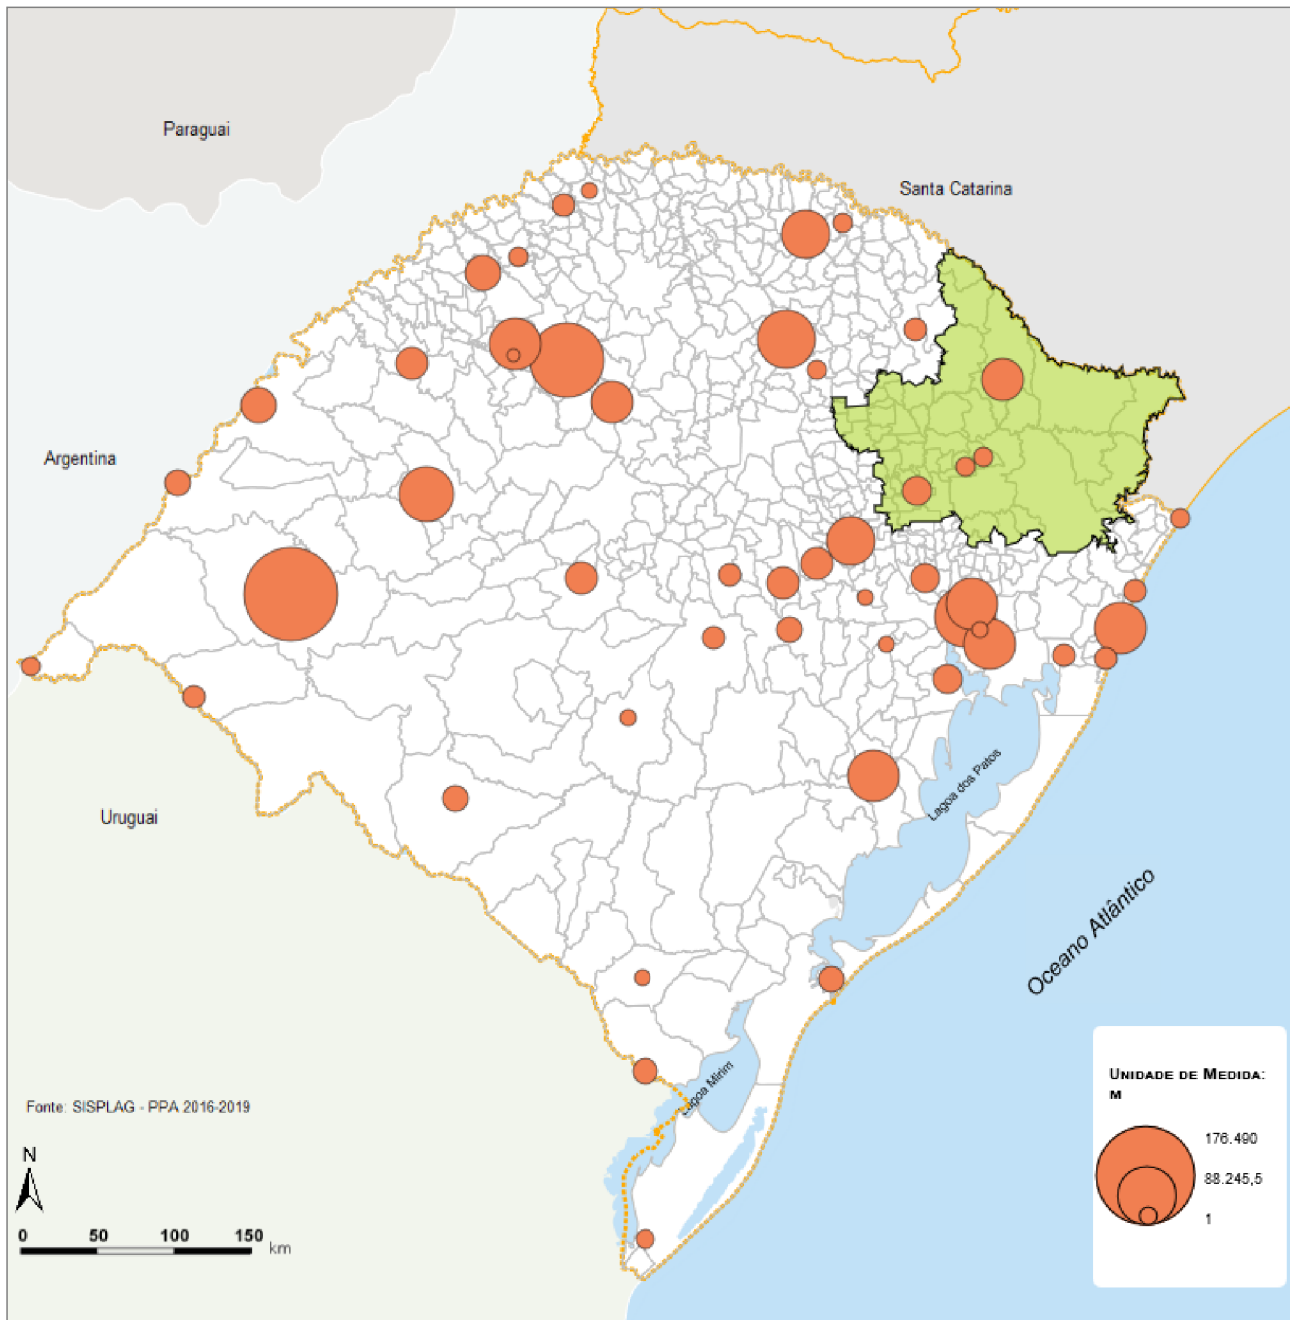 Paraguai
Santa Catarina
Argentina
Uruguai
Lagoa dos Patos
Oceano Atlântico
Lagoa Mirim
Fonte: SISPLAG - PPA 2016-2019
N
0 50 100 150
km
UNIDADE DE MEDIDA:
M
176.490
88.245,5
1